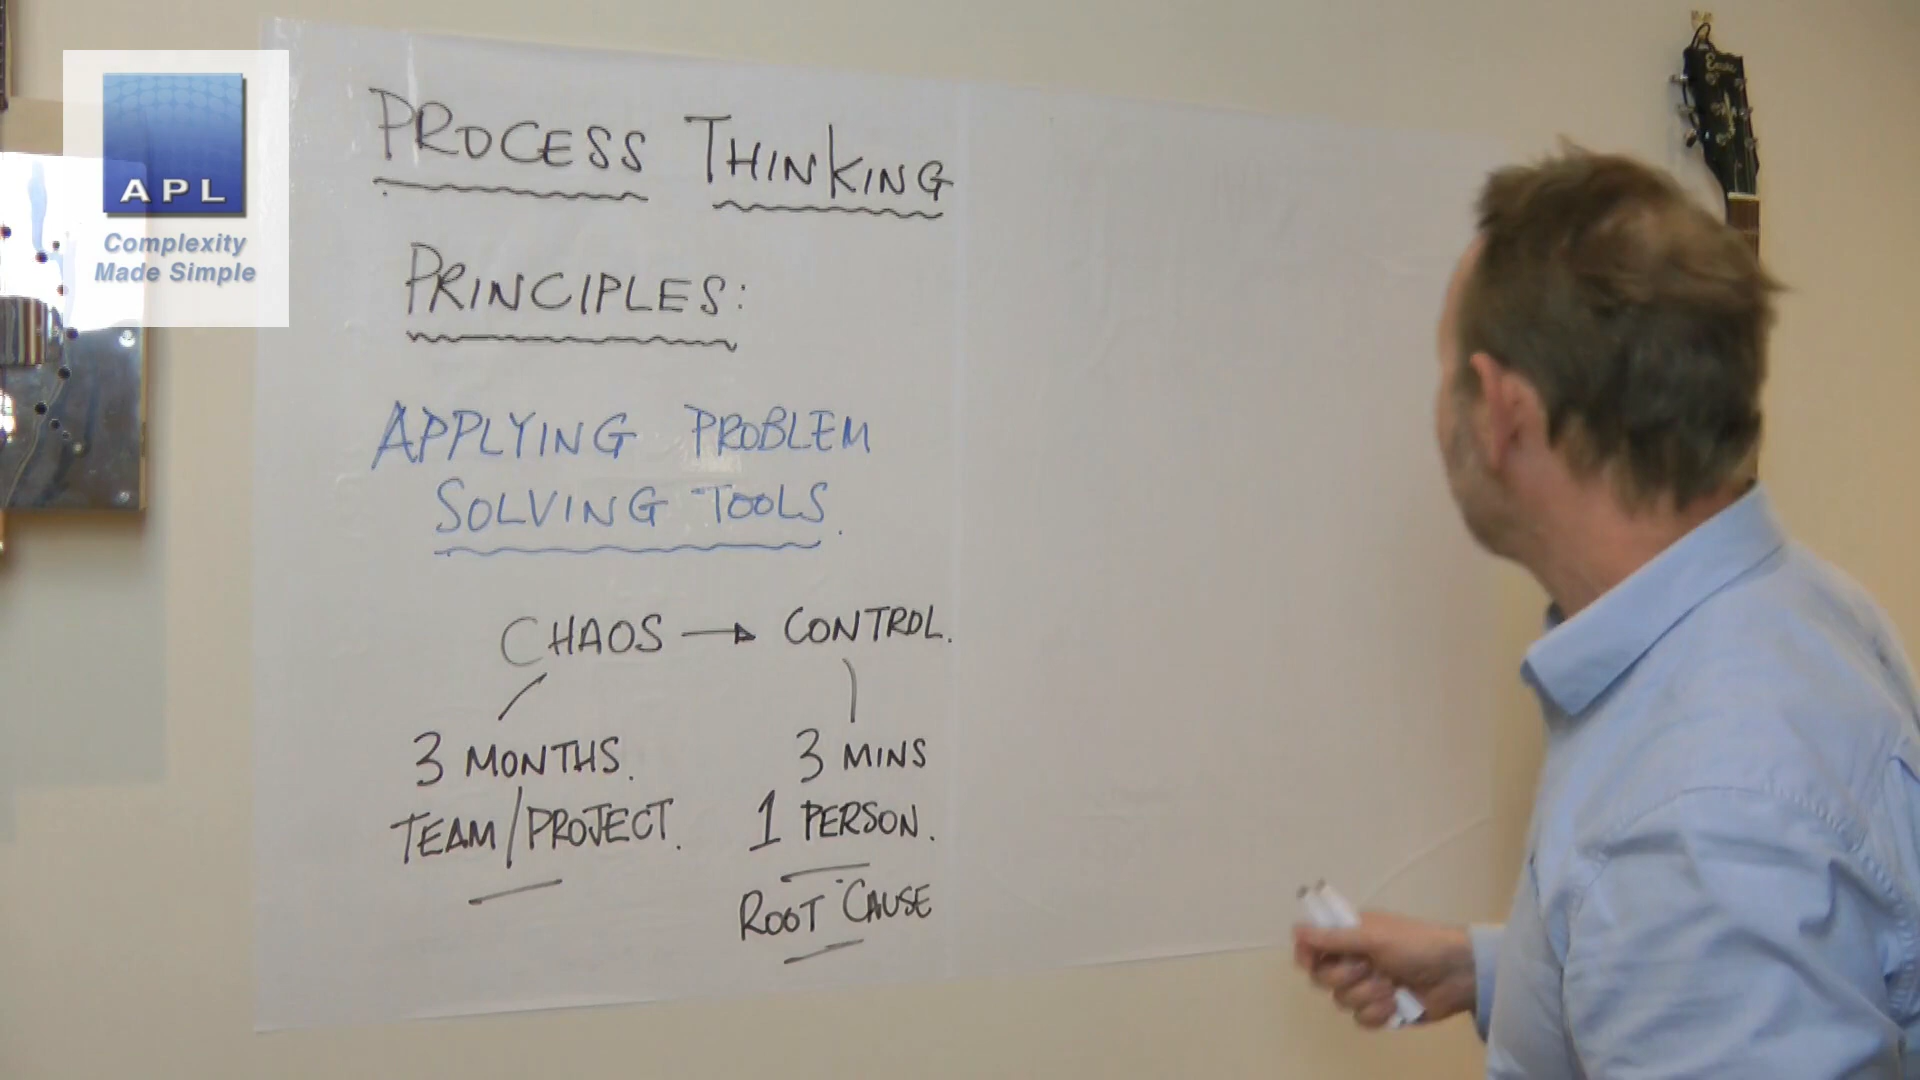 APL
Complexity
Made Simple
PROCESS THINKING
PRINCIPLES:
APPLYING PROBLEM
SOLVING TOOLS.
CHAOS → CONTROL.
3 MONTHS. 3 MINS
TEAM/PROJECT. 1 PERSON.
ROOT CAUSE